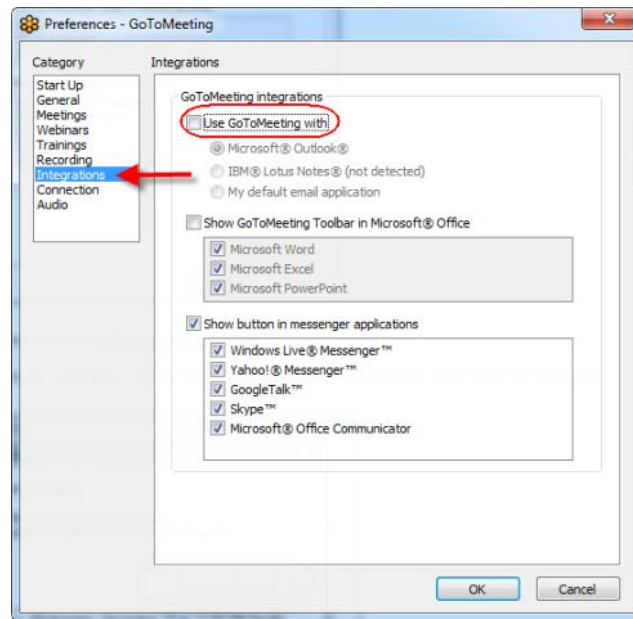 Preferences - GoToMeeting
Category
Integrations
Start Up
General
Meetings
Webinars
Trainings
Recording
Integrations
Connection
Audio
GoToMeeting integrations
Use GoToMeeting with
Microsoft® Outlook®
IBM® Lotus Notes® (not detected)
My default email application
Show GoToMeeting Toolbar in Microsoft® Office
Microsoft Word
Microsoft Excel
Microsoft PowerPoint
Show button in messenger applications
Windows Live® Messenger™
Yahoo!® Messenger™
GoogleTalk™
Skype™
Microsoft® Office Communicator
OK
Cancel